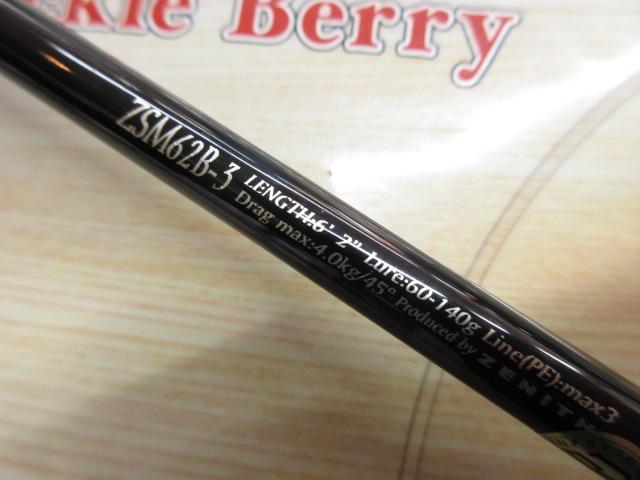 ckle Berry
ZSM62B-3 LENGTH:6' 2" Lure:60-140g Line(PE):max3
Drag max:4.0kg/45° Produced by ZENITH